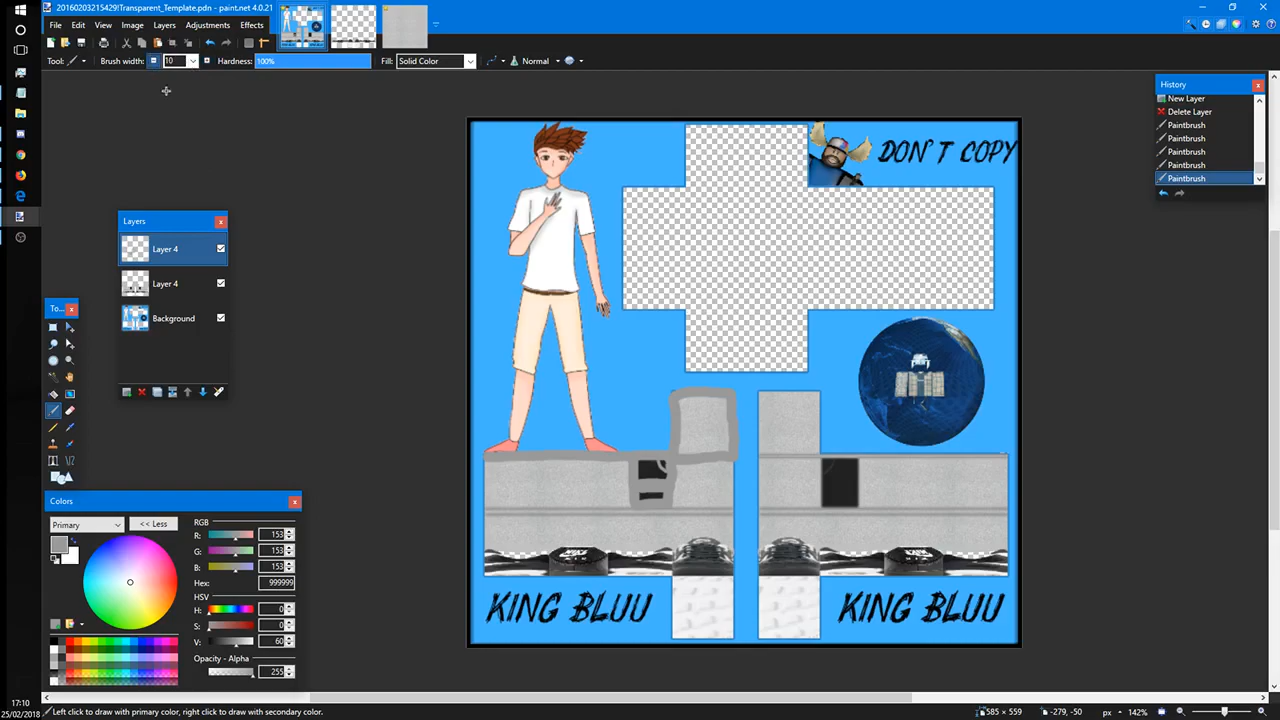 20160203215429!Transparent_Template.pdn - paint.net 4.0.21
File Edit View Image Layers Adjustments Effects
Tool: Brush width: 10 Hardness: 100% Fill: Solid Color Normal
History
New Layer
Delete Layer
Paintbrush
Paintbrush
Paintbrush
Paintbrush
Paintbrush
DON'T COPY
Layers
Layer 4
Layer 4
Background
To...
Colors
Primary << Less
RGB
R: 153
G: 153
B: 153
Hex: 999999
HSV
H: 0
S: 0
V: 60
Opacity - Alpha
255
KING BLUU KING BLUU
17:10
25/02/2018
Left click to draw with primary color, right click to draw with secondary color. 585 × 559 -279, -50 px 142%